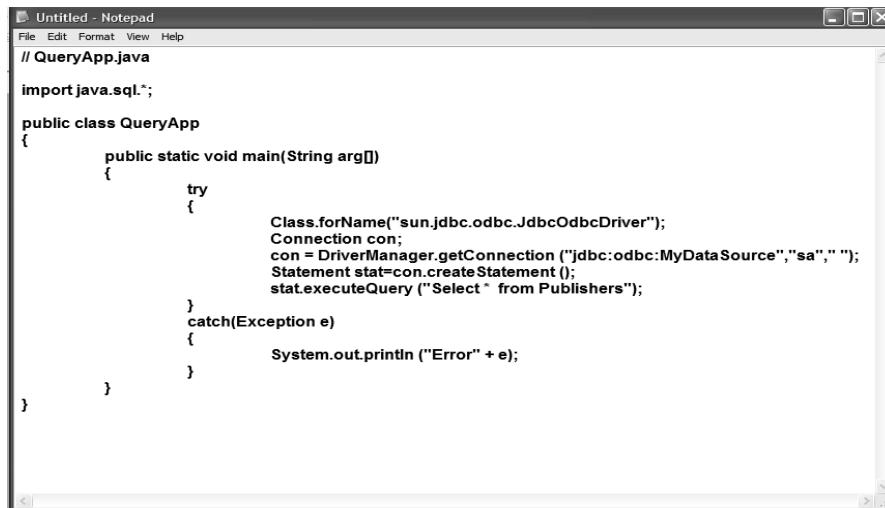 Untitled - Notepad
File Edit Format View Help
// QueryApp.java
import java.sql.*;
public class QueryApp
{
public static void main(String arg[])
{
try
{
Class.forName("sun.jdbc.odbc.JdbcOdbcDriver");
Connection con;
con = DriverManager.getConnection ("jdbc:odbc:MyDataSource","sa"," ");
Statement stat=con.createStatement ();
stat.executeQuery ("Select * from Publishers");
}
catch(Exception e)
{
System.out.println ("Error" + e);
}
}
}